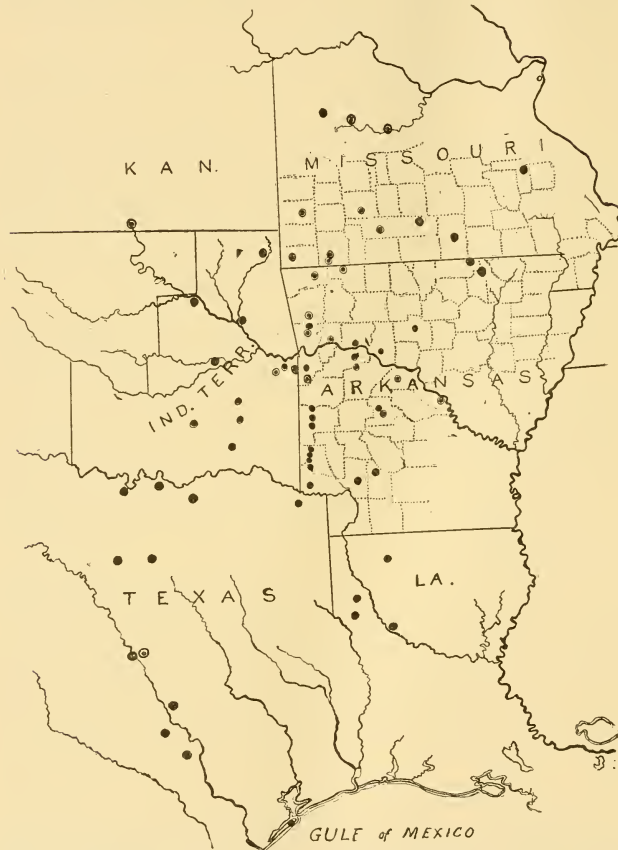 MISSOURI
KAN.
IND. TERR.
ARKANSAS
LA.
TEXAS
GULF of MEXICO